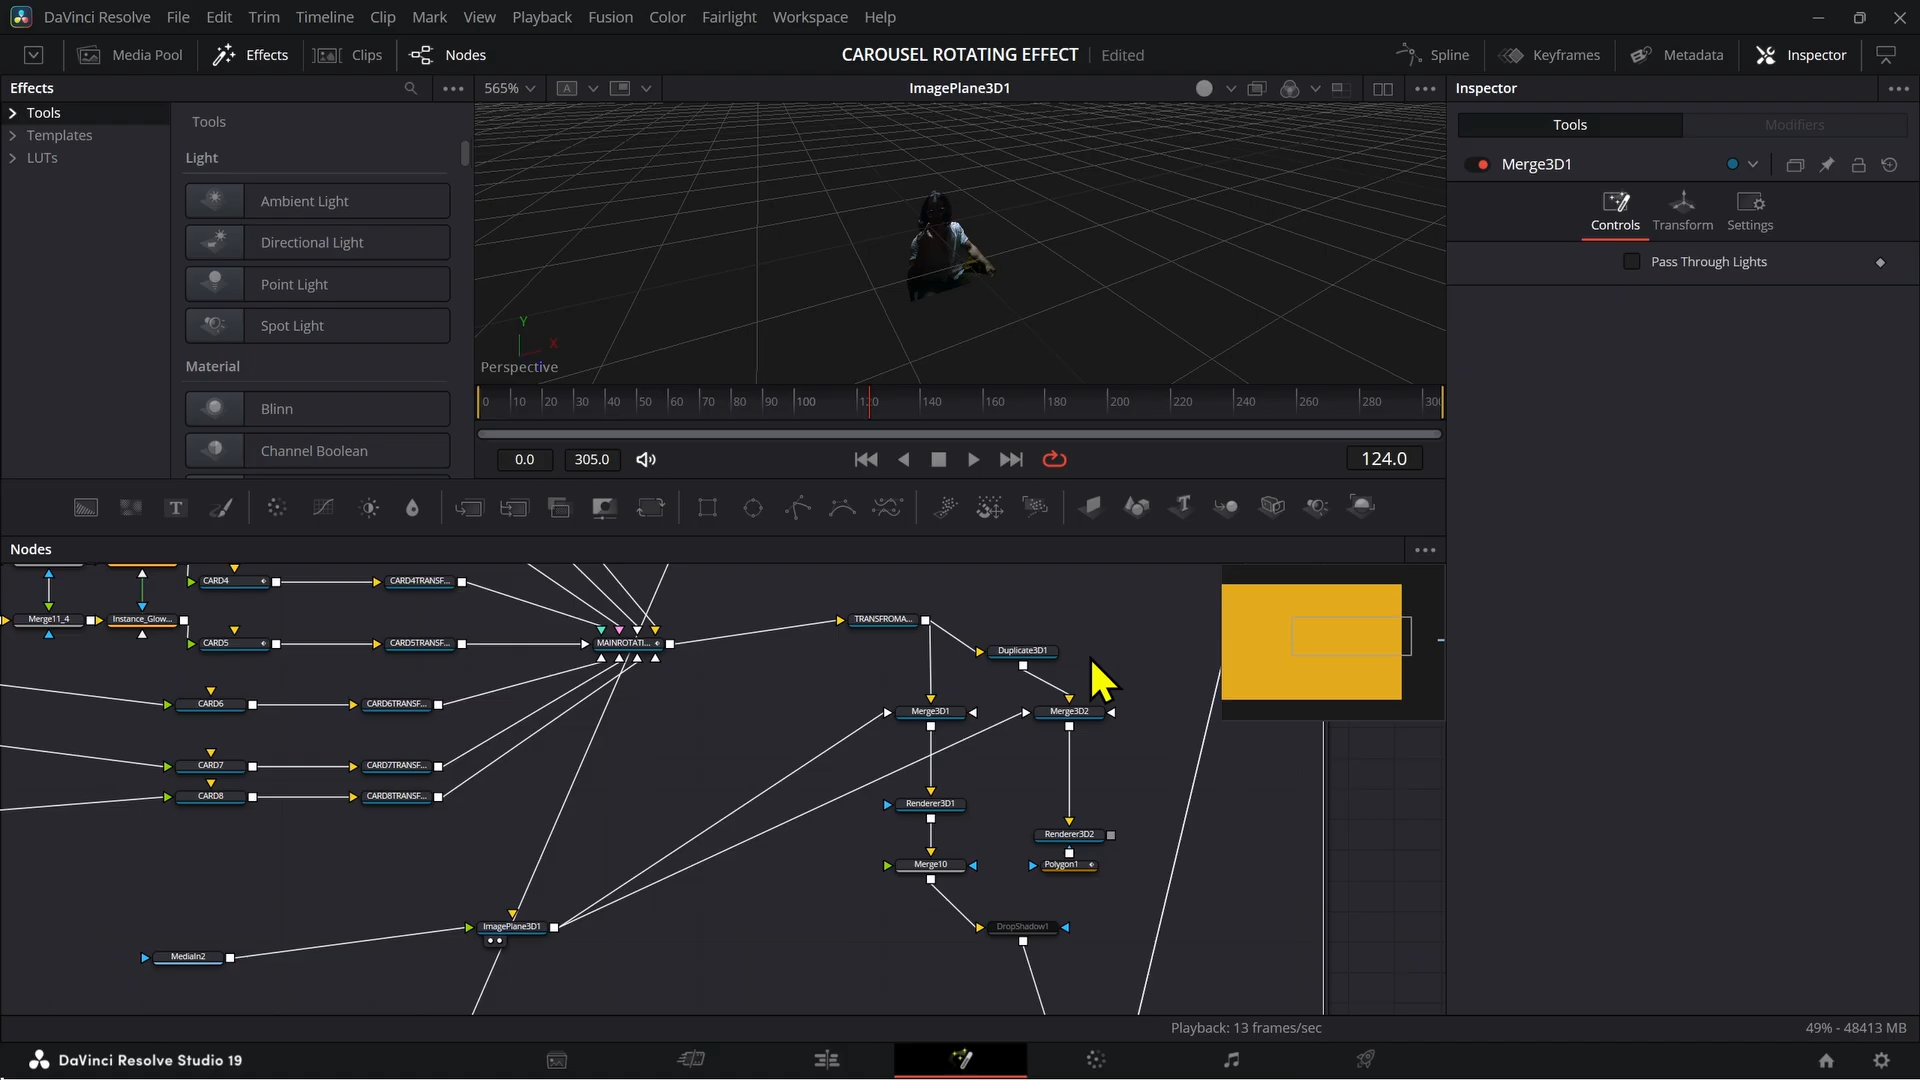 DaVinci Resolve File Edit Trim Timeline Clip Mark View Playback Fusion Color Fairlight Workspace Help
Media Pool Effects Clips Nodes CAROUSEL ROTATING EFFECT Edited Spline Keyframes Metadata Inspector
Effects 565% A ImagePlane3D1 Inspector
Tools
Templates
LUTs
Tools
Light
Ambient Light
Directional Light
Point Light
Spot Light
Material
Blinn
Channel Boolean
Y
X
Perspective
0 10 20 30 40 50 60 70 80 90 100 120 140 160 180 200 220 240 260 280 300
0.0 305.0 124.0
Tools Modifiers
Merge3D1
Controls Transform Settings
Pass Through Lights
T T
Nodes
CARD4 CARD4TRANSF...
Merge11_4 Instance_Glow... TRANSFROMA...
CARD5 CARD5TRANSF... MAINROTATI...
Duplicate3D1
CARD6 CARD6TRANSF... Merge3D1 Merge3D2
CARD7 CARD7TRANSF...
CARD8 CARD8TRANSF... Renderer3D1
Renderer3D2
Merge10 Polygon1
ImagePlane3D1 DropShadow1
MediaIn2
Playback: 13 frames/sec 49% - 48413 MB
DaVinci Resolve Studio 19